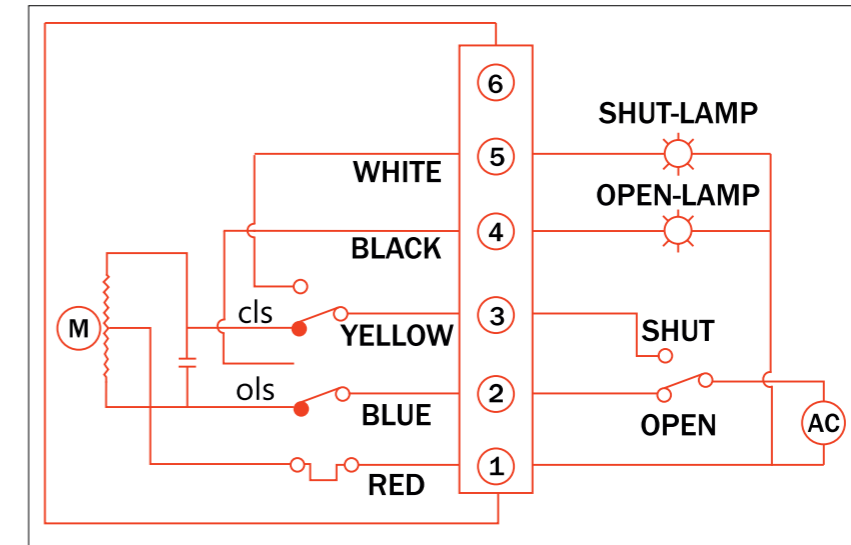 6
SHUT-LAMP
5
WHITE
OPEN-LAMP
4
BLACK
cls
3
M
YELLOW
SHUT
ols
2
BLUE
OPEN
AC
1
RED